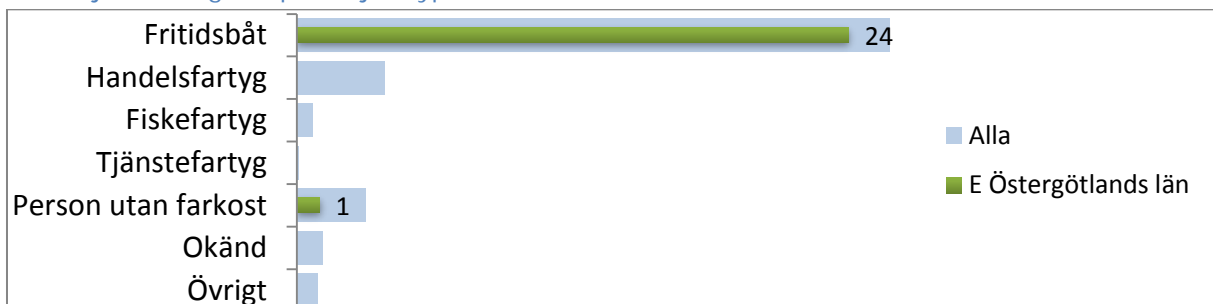 Fritidsbåt
24
Handelsfartyg
Fiskefartyg
Alla
Tjänstefartyg
E Östergötlands län
Person utan farkost
1
Okänd
Övrigt